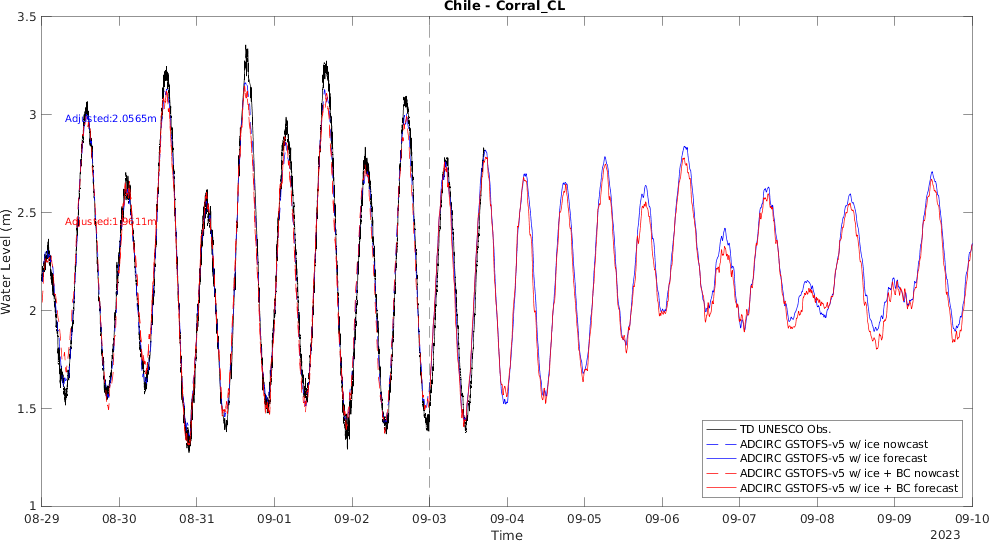 Chile - Corral_CL
3.5
3
2.5
2
1.5
1
Water Level (m)
Adjusted:2.0565m
Adjusted:1.9611m
TD UNESCO Obs.
ADCIRC GSTOFS-v5 w/ ice nowcast
ADCIRC GSTOFS-v5 w/ ice forecast
ADCIRC GSTOFS-v5 w/ ice + BC nowcast
ADCIRC GSTOFS-v5 w/ ice + BC forecast
08-29 08-30 08-31 09-01 09-02 09-03 09-04 09-05 09-06 09-07 09-08 09-09 09-10
Time
2023